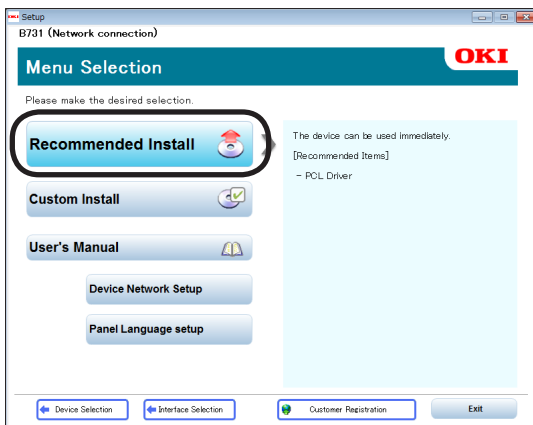 OKI Setup
B731 (Network connection)
OKI
Menu Selection
Please make the desired selection.
Recommended Install
The device can be used immediately.
[Recommended Items]
- PCL Driver
Custom Install
User's Manual
Device Network Setup
Panel Language setup
Device Selection
Interface Selection
Customer Registration
Exit